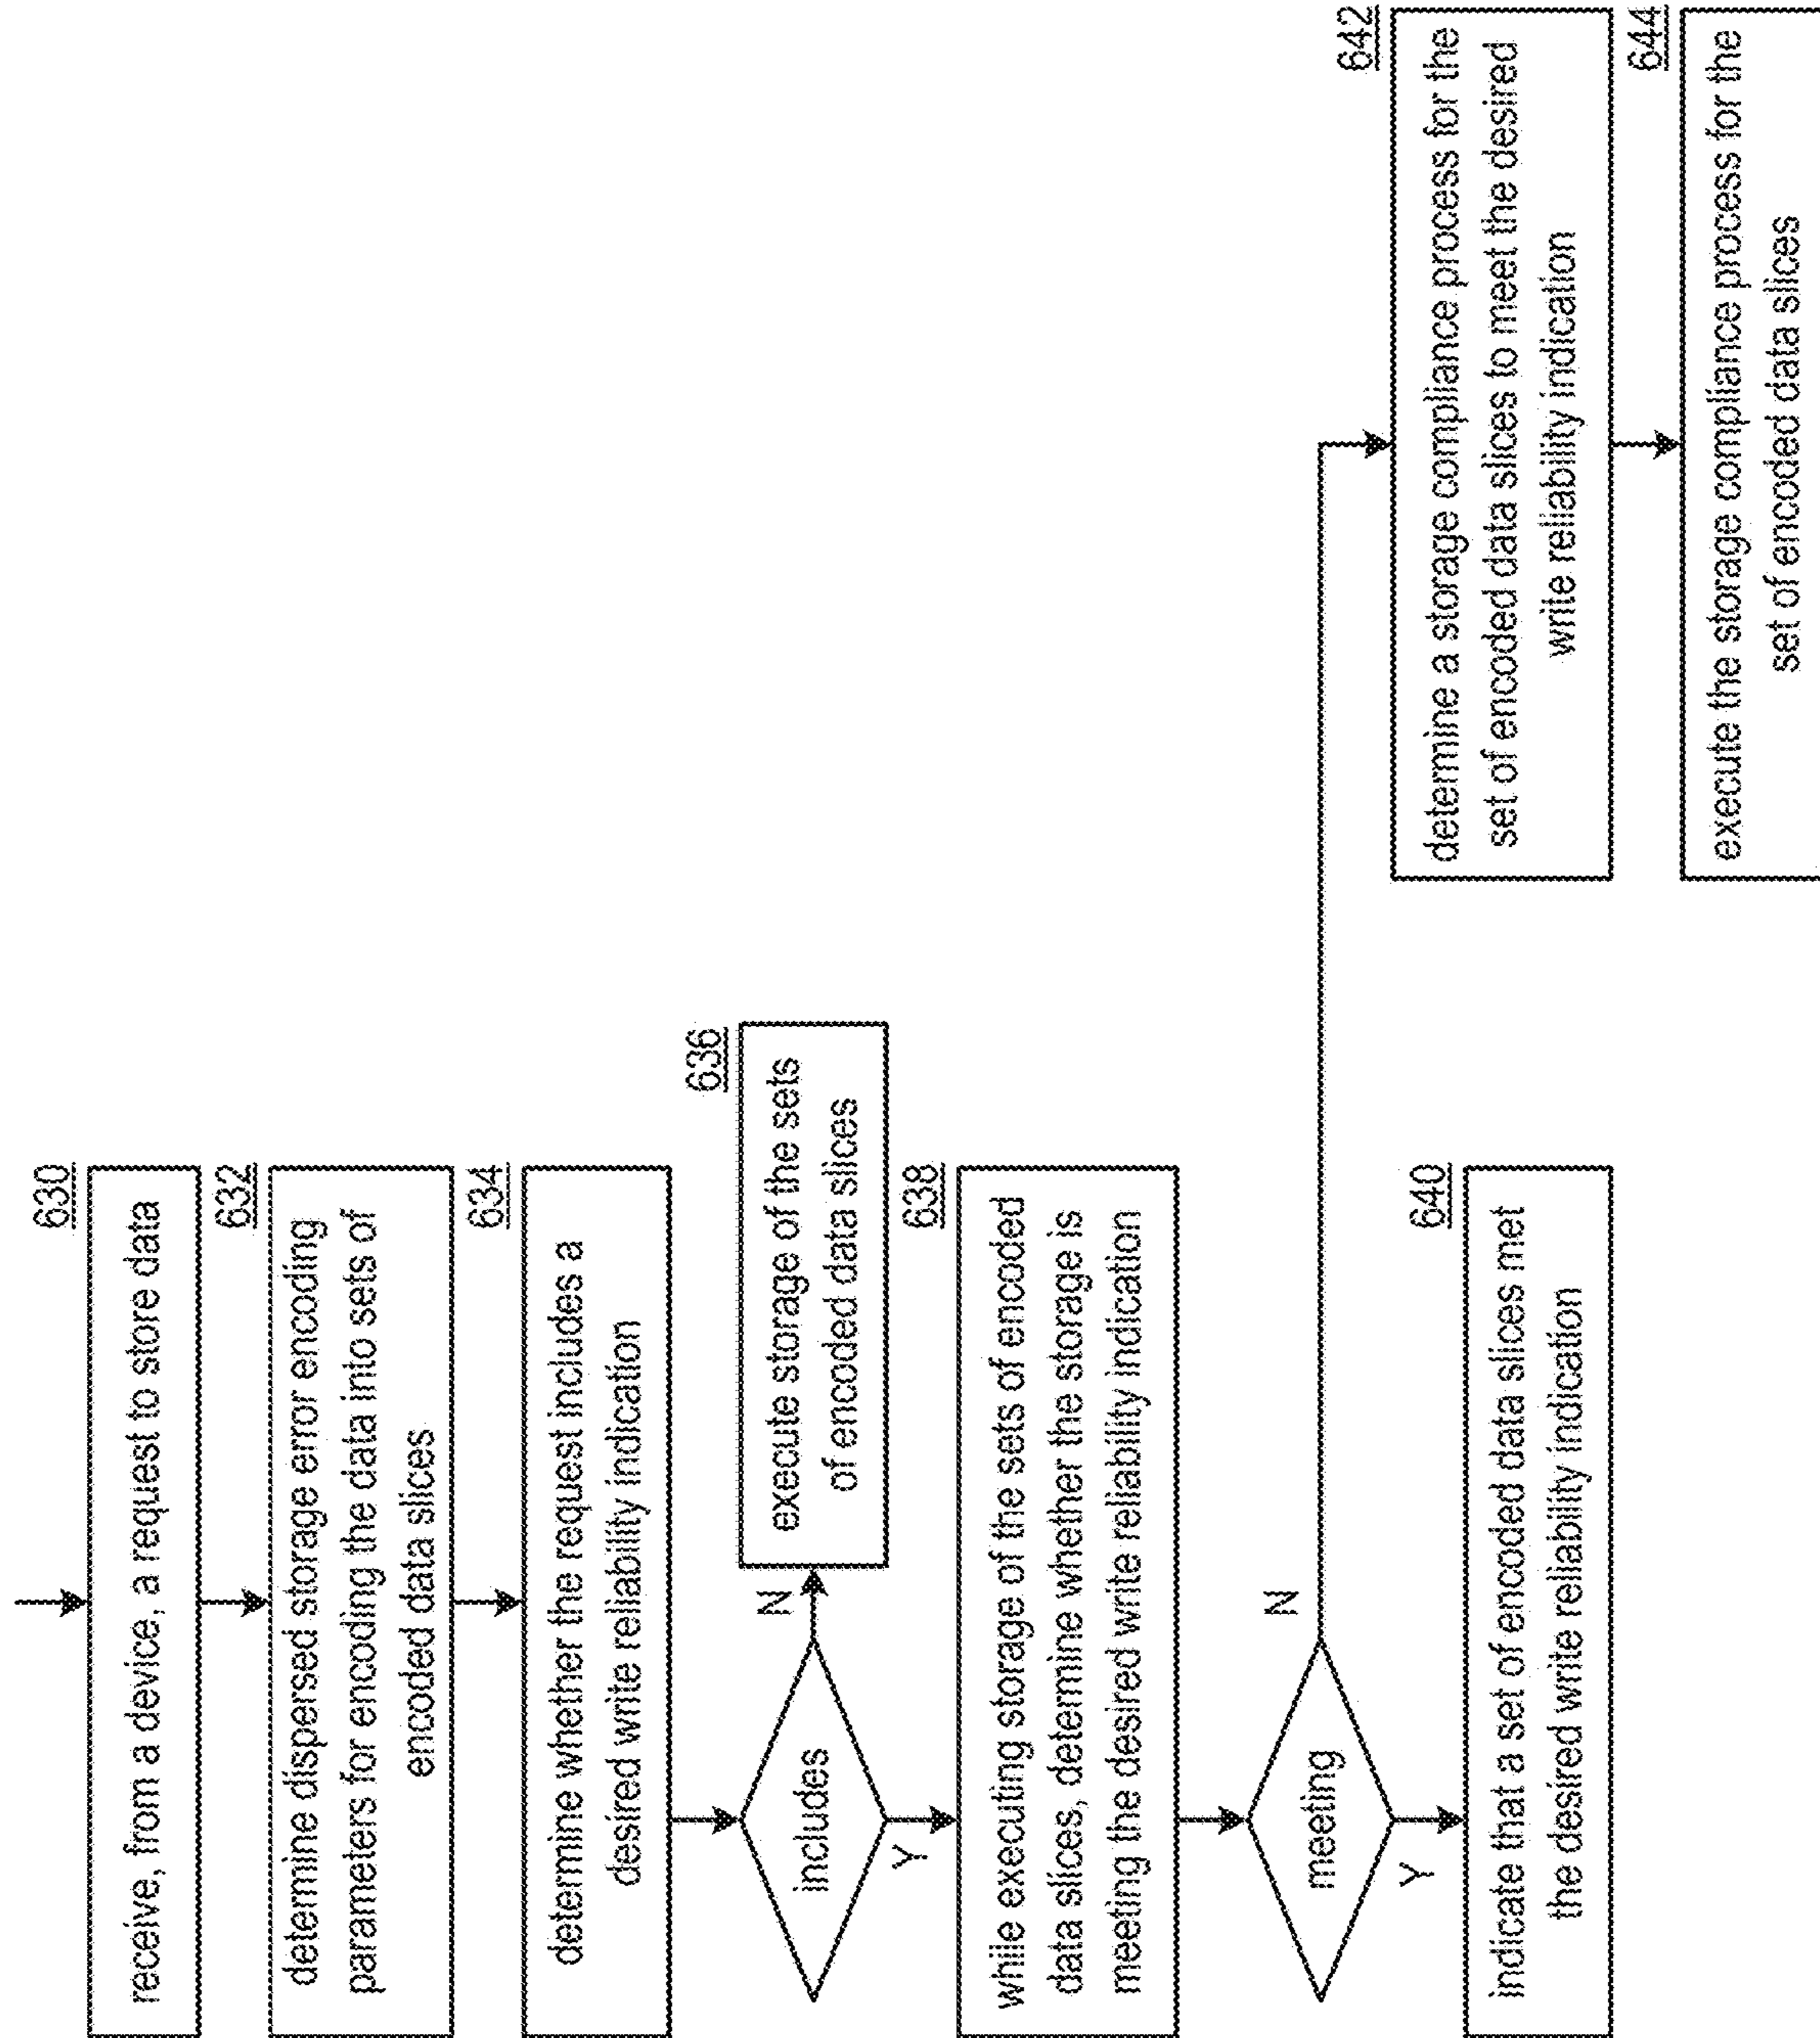 630
receive, from a device, a request to store data
632
determine dispersed storage error encoding
parameters for encoding the data into sets of
encoded data slices
634
determine whether the request includes a
desired write reliability indication
includes
N
636
execute storage of the sets
of encoded data slices
Y
638
while executing storage of the sets of encoded
data slices, determine whether the storage is
meeting the desired write reliability indication
meeting
N
Y
640
indicate that a set of encoded data slices met
the desired write reliability indication
642
determine a storage compliance process for the
set of encoded data slices to meet the desired
write reliability indication
644
execute the storage compliance process for the
set of encoded data slices